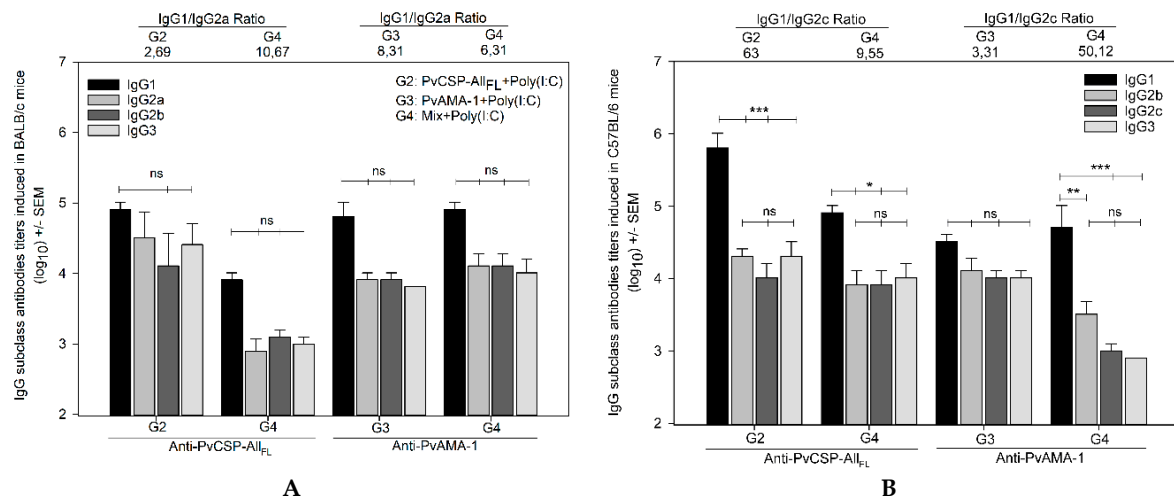 IgG1/IgG2a Ratio
IgG1/IgG2a Ratio
G2
G4
G3
G4
2,69
10,67
8,31
6,31
7
6
5
4
3
2
IgG subclass antibodies titers induced in BALB/c mice
(log10) +/- SEM
IgG1
IgG2a
IgG2b
IgG3
G2: PvCSP-AllFL+Poly(I:C)
G3: PvAMA-1+Poly(I:C)
G4: Mix+Poly(I:C)
ns
ns
ns
ns
G2
G4
G3
G4
Anti-PvCSP-AllFL
Anti-PvAMA-1
A
IgG1/IgG2c Ratio
IgG1/IgG2c Ratio
G2
G4
G3
G4
63
9,55
3,31
50,12
7
6
5
4
3
2
IgG subclass antibodies titers induced in C57BL/6 mice
(log10) +/- SEM
IgG1
IgG2b
IgG2c
IgG3
***
ns
*
ns
ns
***
**
ns
G2
G4
G3
G4
Anti-PvCSP-AllFL
Anti-PvAMA-1
B